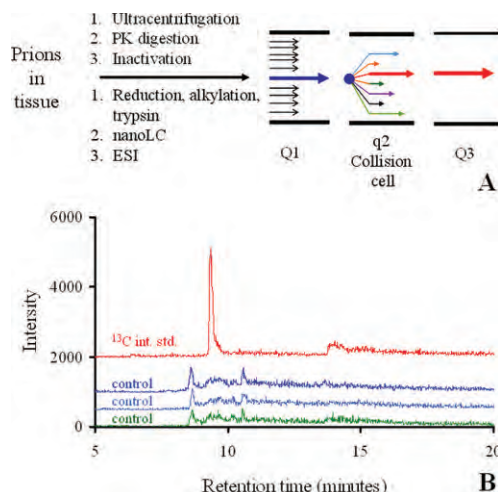 1. Ultracentrifugation
2. PK digestion
3. Inactivation
Prions
in
tissue
1. Reduction, alkylation,
trypsin
2. nanoLC
3. ESI
Q1
q2
Collision
cell
Q3
A
6000
4000
2000
0
Intersity
13C int. std.
control
control
control
5
10
15
20
Retention time (minutes)
B